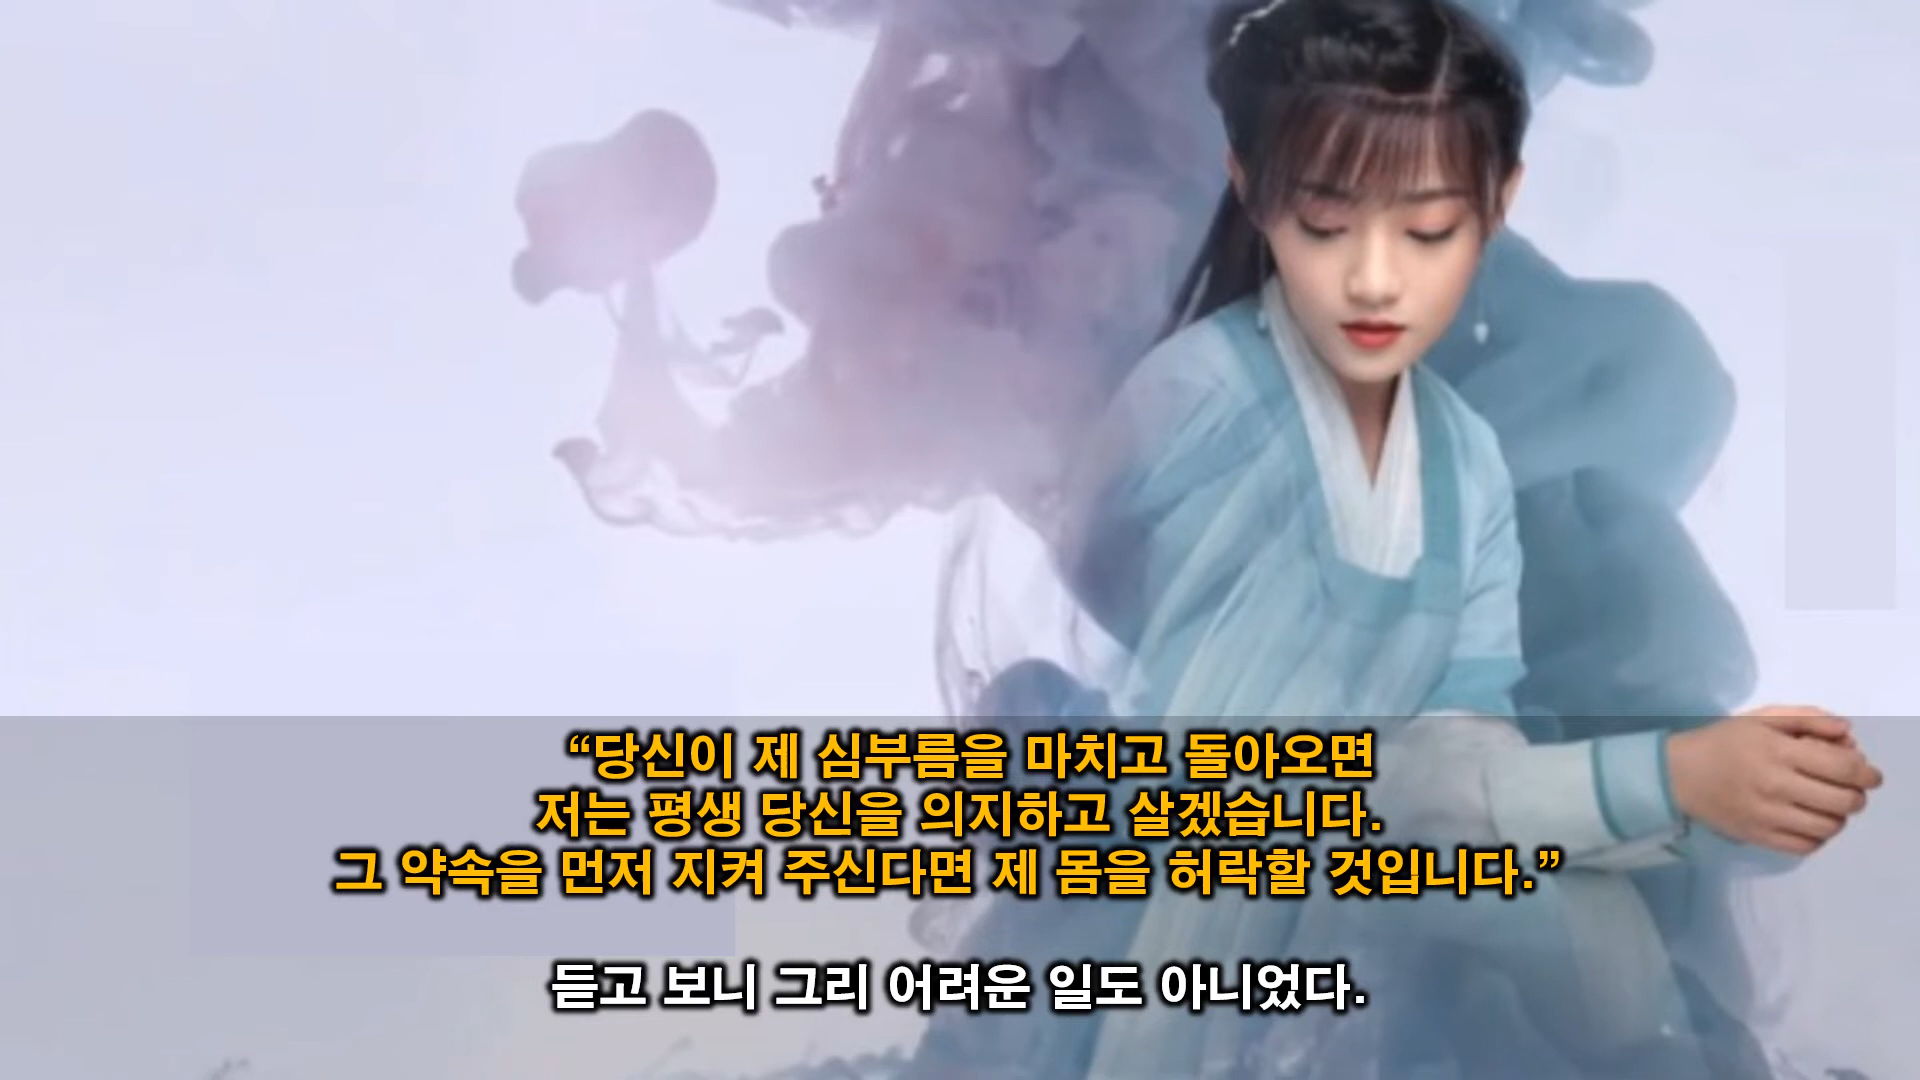 “당신이 제 심부름을 마치고 돌아오면
저는 평생 당신을 의지하고 살겠습니다.
그 약속을 먼저 지켜 주신다면 제 몸을 허락할 것입니다.”
듣고 보니 그리 어려운 일도 아니었다.